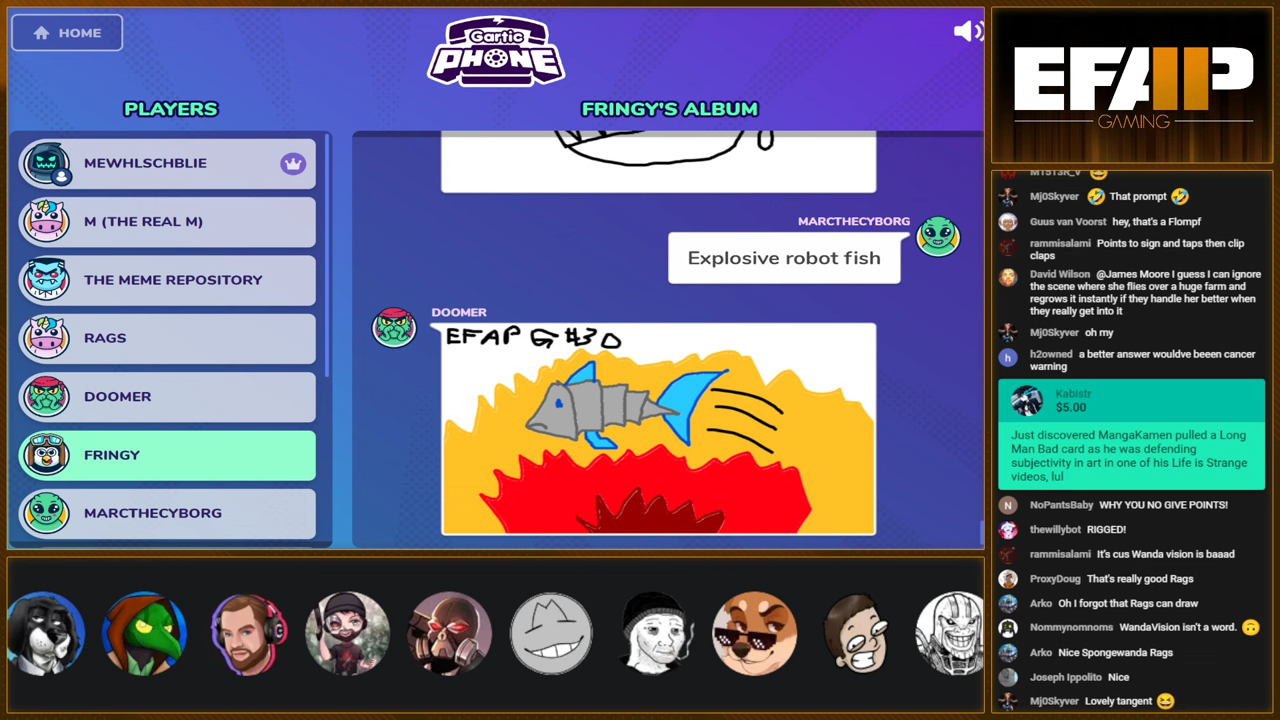 HOME
Gartic
PHONE
PLAYERS
FRINGY'S ALBUM
MEWHLSCHBLIE
M (THE REAL M)
THE MEME REPOSITORY
RAGS
DOOMER
FRINGY
MARCTHECYBORG
MARCTHECYBORG
Explosive robot fish
DOOMER
EFAP G #30
EFAP
GAMING
M1513R_V
Mj0Skyver 🤣 That prompt 🤣
Guus van Voorst hey, that's a Flompf
rammisalami Points to sign and taps then clip
claps
David Wilson @James Moore I guess I can ignore
the scene where she flies over a huge farm and
regrows it instantly if they handle her better when
they really get into it
Mj0Skyver oh my
h
h2owned a better answer wouldve beeen cancer
warning
Kablstr
$5.00
Just discovered MangaKamen pulled a Long
Man Bad card as he was defending
subjectivity in art in one of his Life is Strange
videos, lul
N
NoPantsBaby WHY YOU NO GIVE POINTS!
thewillybot RIGGED!
rammisalami It's cus Wanda vision is baaad
ProxyDoug That's really good Rags
Arko Oh I forgot that Rags can draw
Nommynomnoms WandaVision isn't a word. 🙃
Arko Nice Spongewanda Rags
Joseph Ippolito Nice
Mj0Skyver Lovely tangent 😆